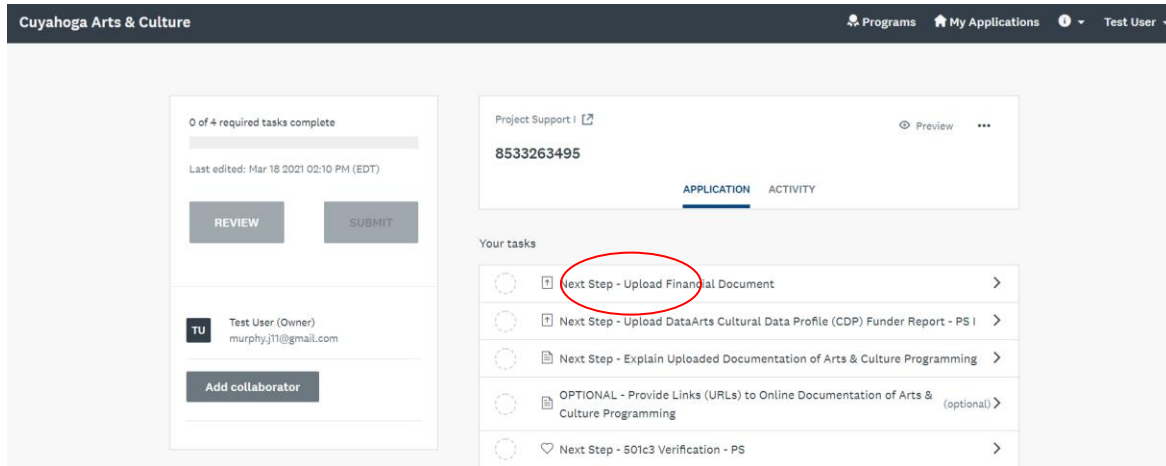 Cuyahoga Arts & Culture
Programs My Applications Test User
0 of 4 required tasks complete
Last edited: Mar 18 2021 02:10 PM (EDT)
REVIEW SUBMIT
TU Test User (Owner)
murphy.j11@gmail.com
Add collaborator
Project Support I
Preview
8533263495
APPLICATION ACTIVITY
Your tasks
Next Step - Upload Financial Document
Next Step - Upload DataArts Cultural Data Profile (CDP) Funder Report - PS I
Next Step - Explain Uploaded Documentation of Arts & Culture Programming
OPTIONAL - Provide Links (URLs) to Online Documentation of Arts &
Culture Programming
(optional)
Next Step - 501c3 Verification - PS